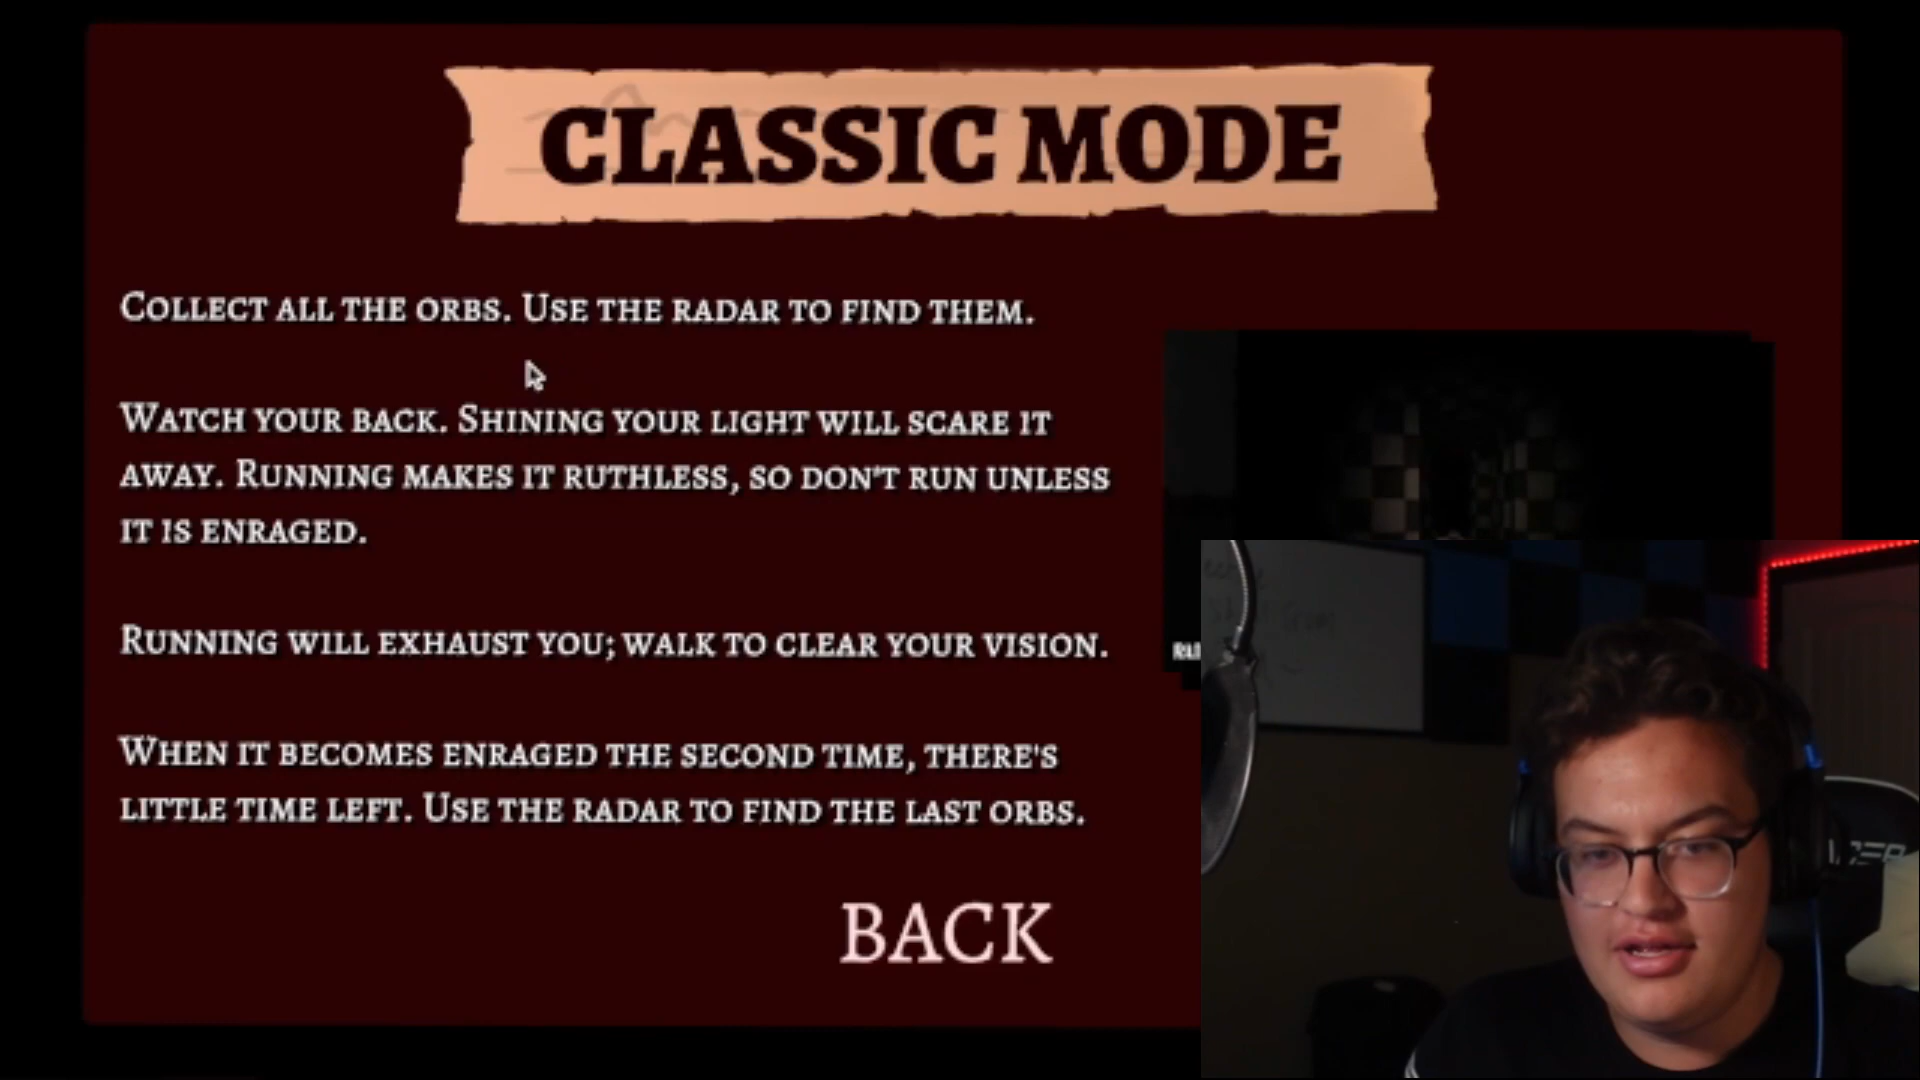 CLASSIC MODE
COLLECT ALL THE ORBS. USE THE RADAR TO FIND THEM.
WATCH YOUR BACK. SHINING YOUR LIGHT WILL SCARE IT
AWAY. RUNNING MAKES IT RUTHLESS, SO DON'T RUN UNLESS
IT IS ENRAGED.
RUNNING WILL EXHAUST YOU; WALK TO CLEAR YOUR VISION.
WHEN IT BECOMES ENRAGED THE SECOND TIME, THERE'S
LITTLE TIME LEFT. USE THE RADAR TO FIND THE LAST ORBS.
BACK